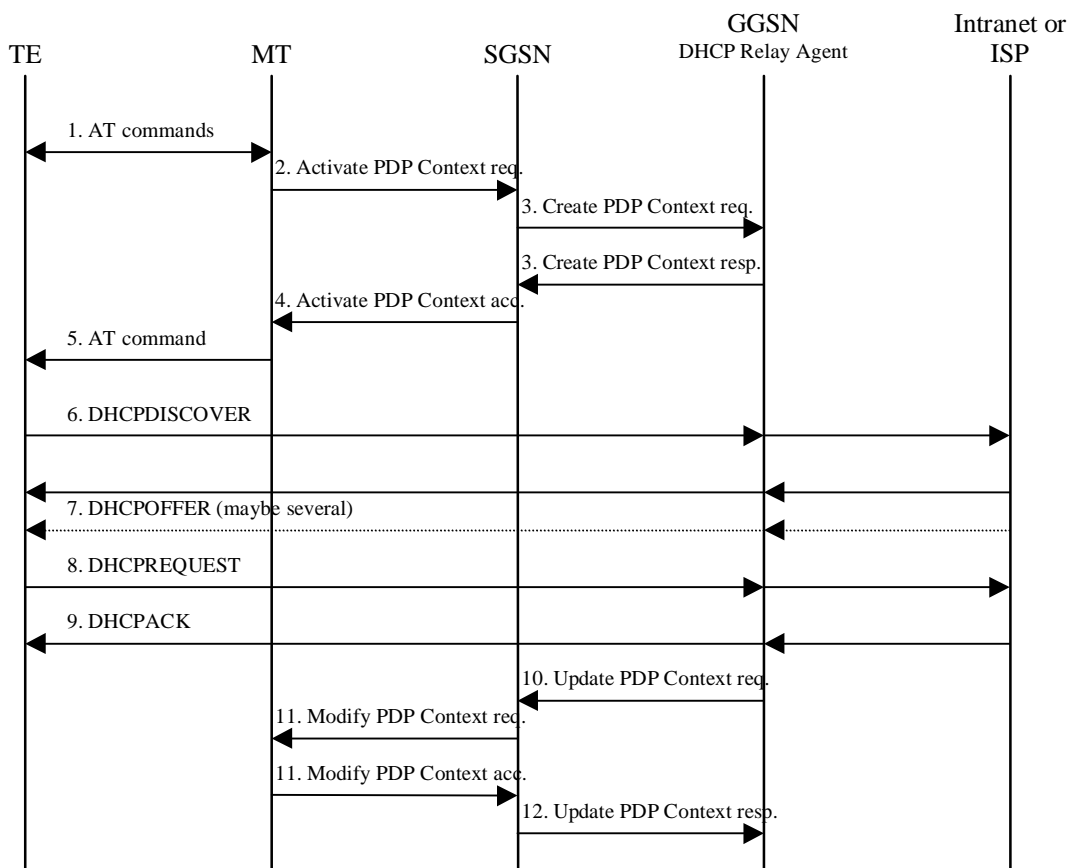 GGSN
Intranet or
TE
MT
SGSN
DHCP Relay Agent
ISP
1. AT commands
2. Activate PDP Context req.
3. Create PDP Context req.
3. Create PDP Context resp.
4. Activate PDP Context acc.
5. AT command
6. DHCPDISCOVER
7. DHCPOFFER (maybe several)
8. DHCPREQUEST
9. DHCPACK
10. Update PDP Context req.
11. Modify PDP Context req.
11. Modify PDP Context acc.
12. Update PDP Context resp.